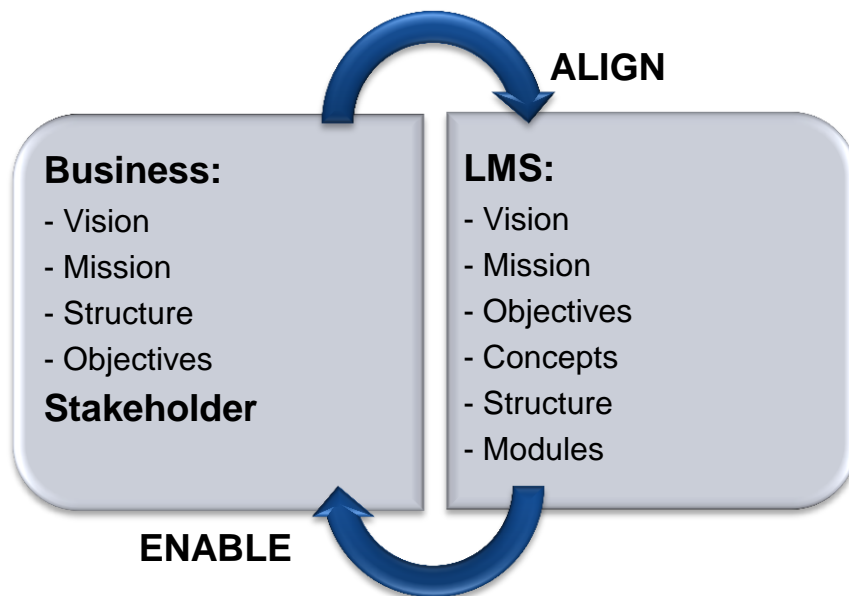 ALIGN
Business:
- Vision
- Mission
- Structure
- Objectives
Stakeholder
LMS:
- Vision
- Mission
- Objectives
- Concepts
- Structure
- Modules
ENABLE